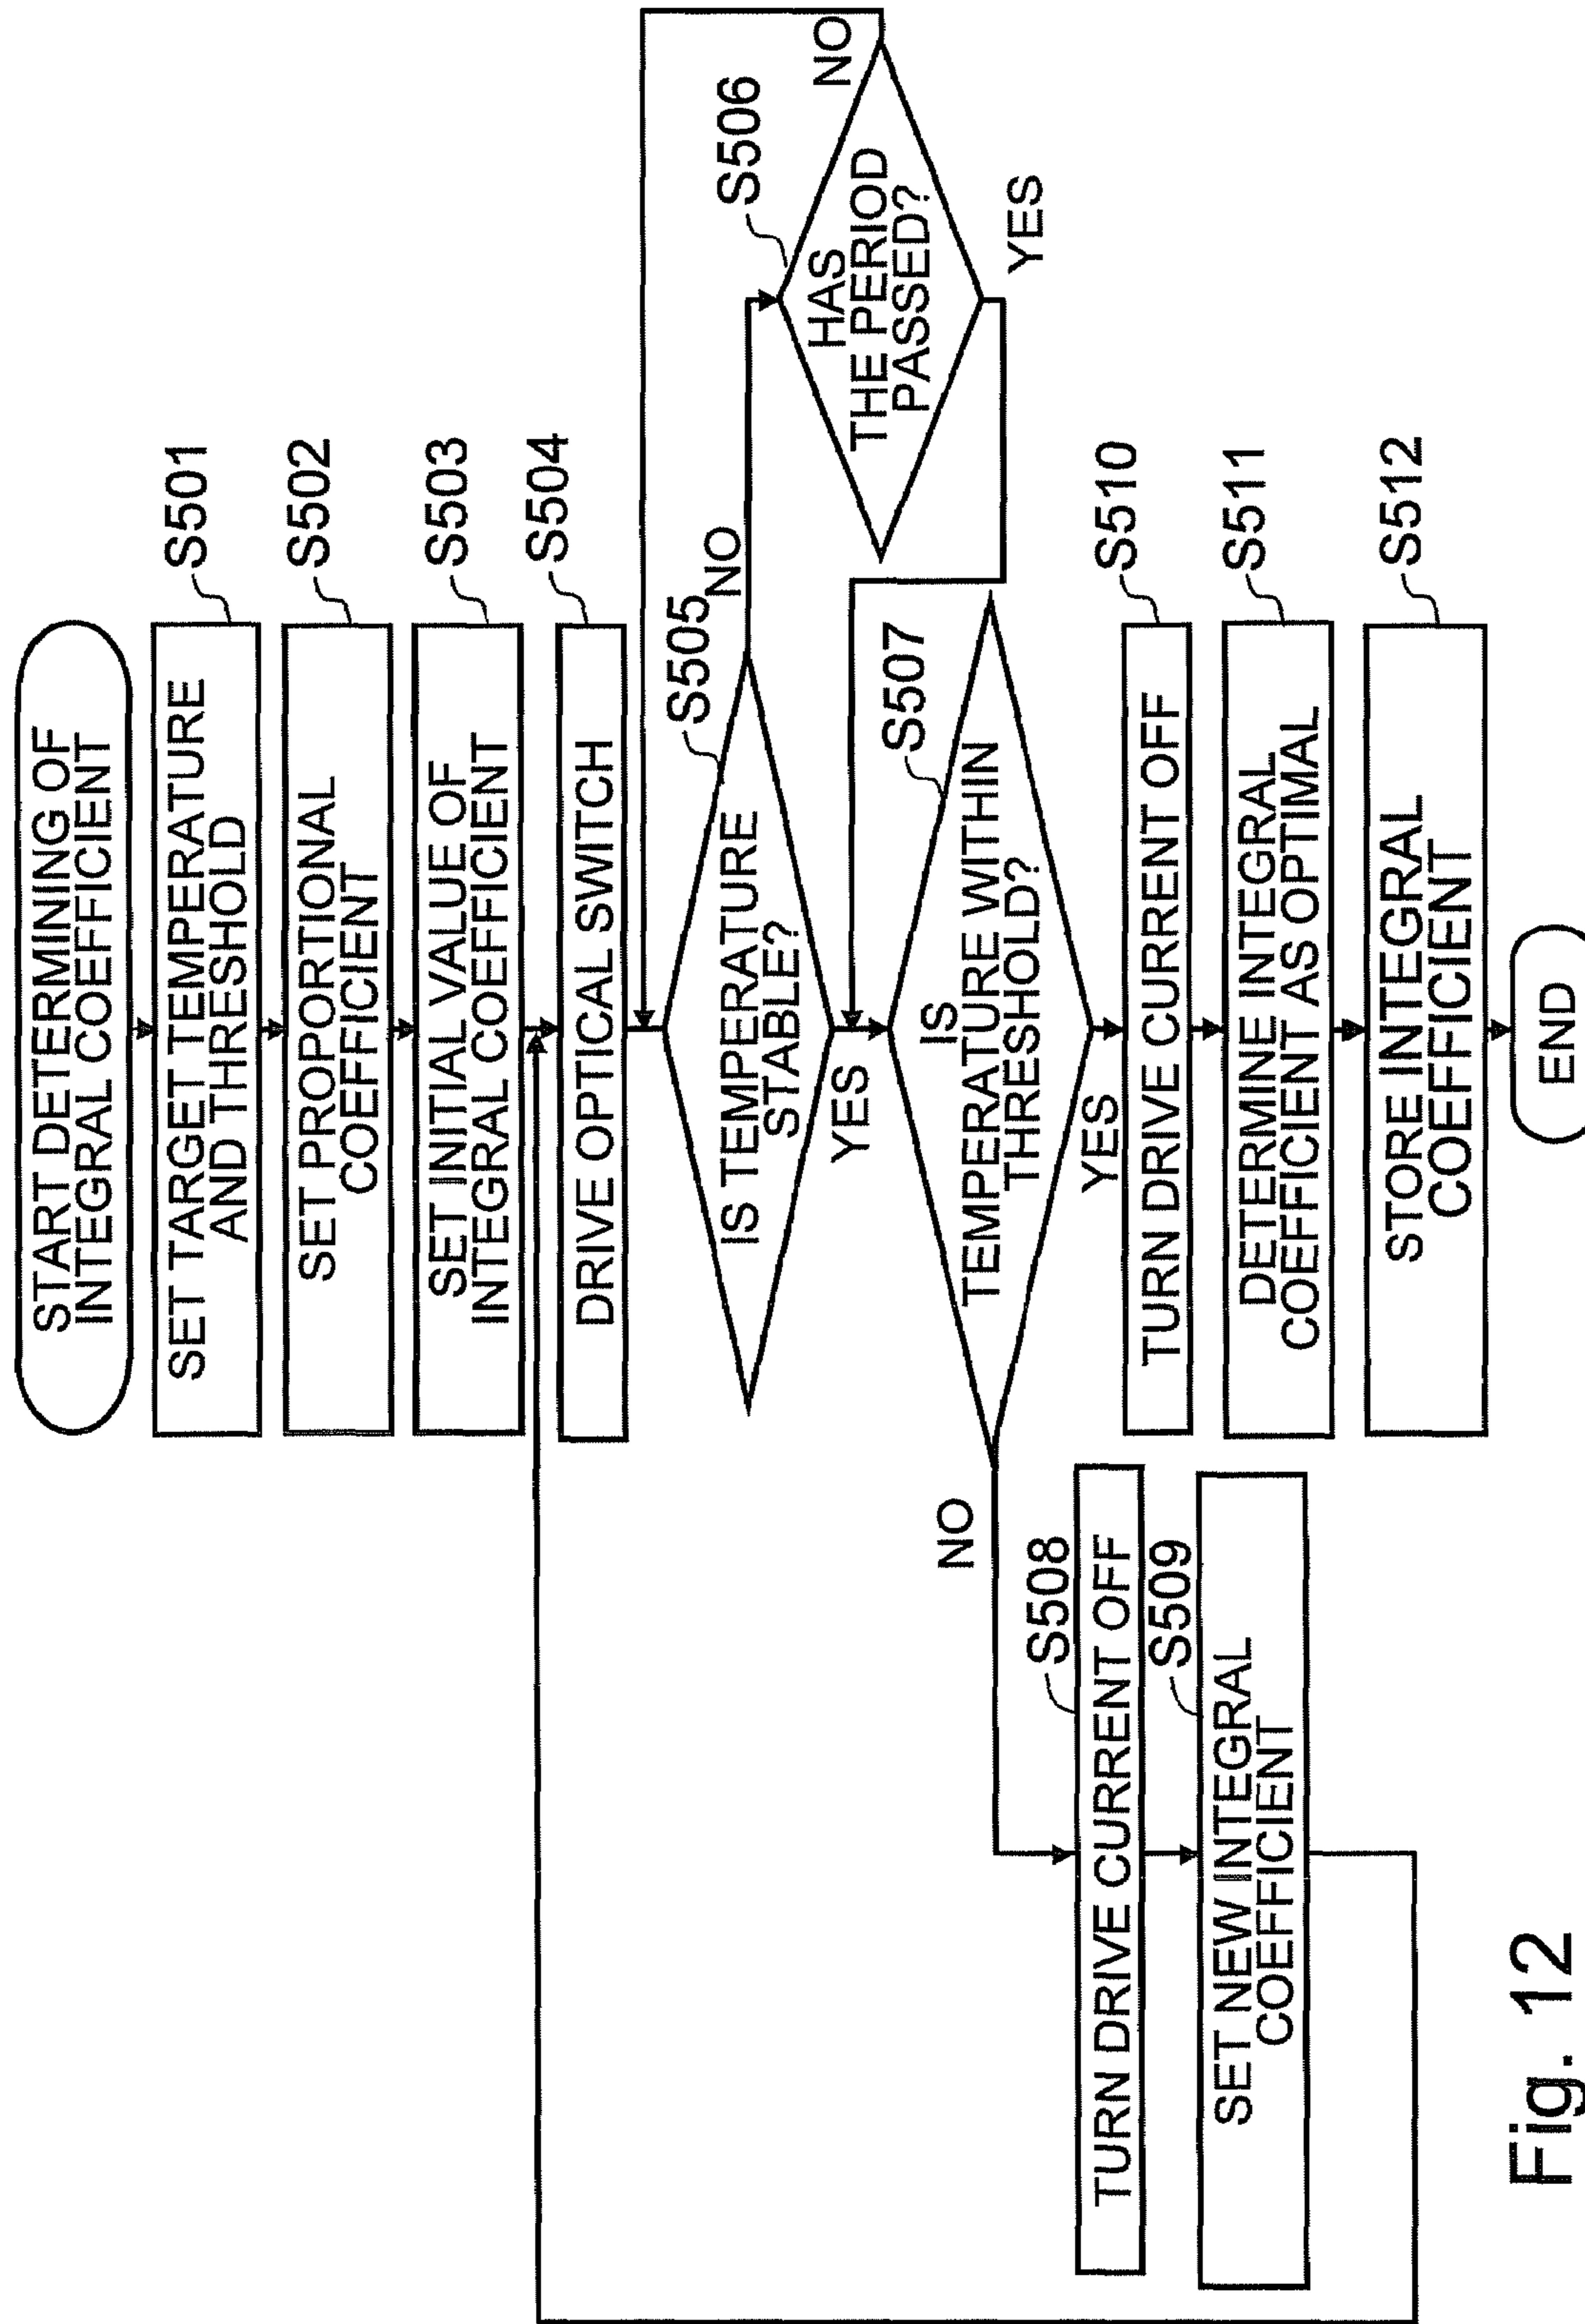 START DETERMINING OF
INTEGRAL COEFFICIENT
SET TARGET TEMPERATURE
AND THRESHOLD
S501
SET PROPORTIONAL
COEFFICIENT
S502
SET INITIAL VALUE OF
INTEGRAL COEFFICIENT
S503
DRIVE OPTICAL SWITCH
S504
IS TEMPERATURE
STABLE?
S505
NO
YES
HAS
THE PERIOD
PASSED?
S506
NO
YES
IS
TEMPERATURE WITHIN
THRESHOLD?
S507
NO
YES
TURN DRIVE CURRENT OFF
S508
SET NEW INTEGRAL
COEFFICIENT
S509
TURN DRIVE CURRENT OFF
S510
DETERMINE INTEGRAL
COEFFICIENT AS OPTIMAL
S511
STORE INTEGRAL
COEFFICIENT
S512
END
Fig. 12